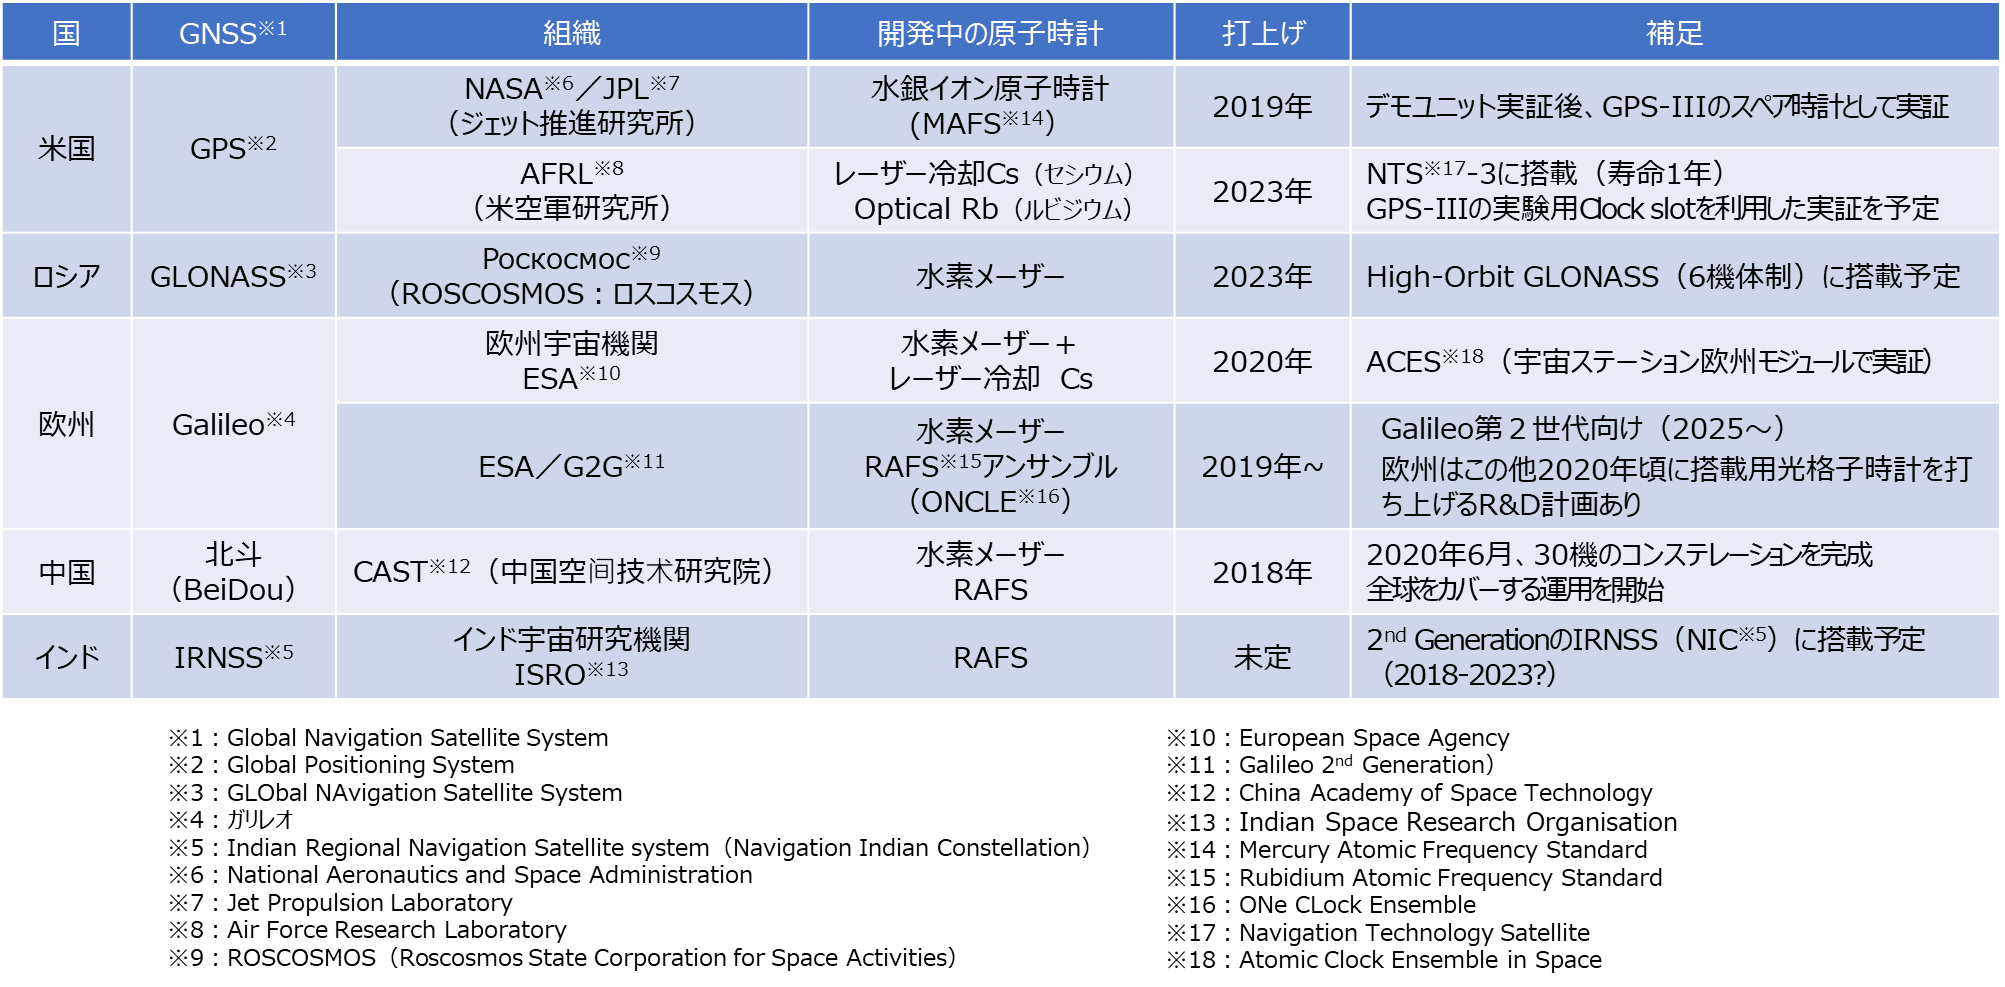 国 GNSS※1 組織 開発中の原子時計 打上げ 補足
米国
GPS※2
NASA※6／JPL※7
（ジェット推進研究所）
水銀イオン原子時計
(MAFS※14）
2019年
デモユニット実証後、GPS-IIIのスペア時計として実証
AFRL※8
（米空軍研究所）
レーザー冷却Cs（セシウム）
Optical Rb（ルビジウム）
2023年
NTS※17-3に搭載（寿命1年）
GPS-IIIの実験用Clock slotを利用した実証を予定
ロシア
GLONASS※3
Роскосмос※9
（ROSCOSMOS：ロスコスモス）
水素メーザー
2023年
High-Orbit GLONASS（6機体制）に搭載予定
欧州
Galileo※4
欧州宇宙機関
ESA※10
水素メーザー＋
レーザー冷却 Cs
2020年
ACES※18（宇宙ステーション欧州モジュールで実証）
ESA／G2G※11
水素メーザー
RAFS※15アンサンブル
（ONCLE※16）
2019年~
Galileo第２世代向け（2025～）
欧州はこの他2020年頃に搭載用光格子時計を打
ち上げるR&D計画あり
中国
北斗
（BeiDou）
CAST※12（中国空间技术研究院）
水素メーザー
RAFS
2018年
2020年6月、30機のコンステレーションを完成
全球をカバーする運用を開始
インド
IRNSS※5
インド宇宙研究機関
ISRO※13
RAFS
未定
2nd GenerationのIRNSS（NIC※5）に搭載予定
（2018-2023?）
※1：Global Navigation Satellite System
※2：Global Positioning System
※3：GLObal NAvigation Satellite System
※4：ガリレオ
※5：Indian Regional Navigation Satellite system（Navigation Indian Constellation）
※6：National Aeronautics and Space Administration
※7：Jet Propulsion Laboratory
※8：Air Force Research Laboratory
※9：ROSCOSMOS（Roscosmos State Corporation for Space Activities）
※10：European Space Agency
※11：Galileo 2nd Generation）
※12：China Academy of Space Technology
※13：Indian Space Research Organisation
※14：Mercury Atomic Frequency Standard
※15：Rubidium Atomic Frequency Standard
※16：ONe CLock Ensemble
※17：Navigation Technology Satellite
※18：Atomic Clock Ensemble in Space